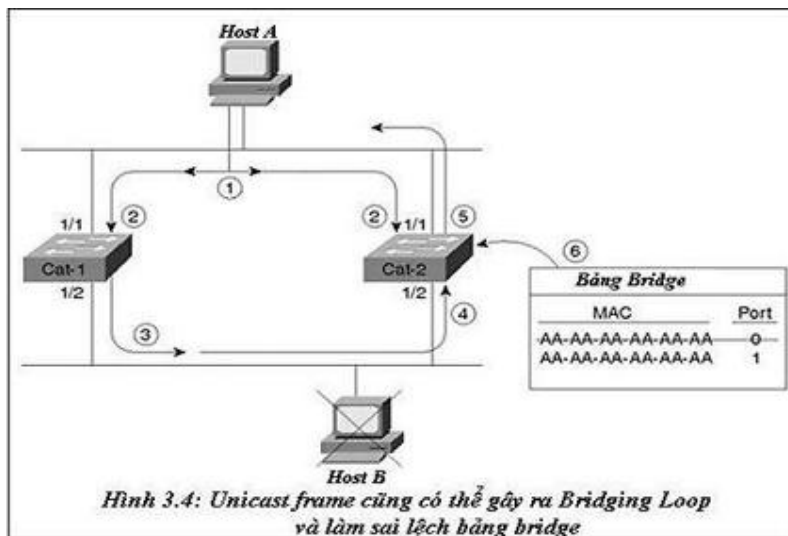 Host A
1
2
2
5
1/1
1/1
6
Cat-1
Cat-2
Bảng Bridge
1/2
1/2
MAC Port
3
4
AA-AA-AA-AA-AA-AA 0
AA-AA-AA-AA-AA-AA 1
Host B
Hình 3.4: Unicast frame cũng có thể gây ra Bridging Loop
và làm sai lệch bảng bridge